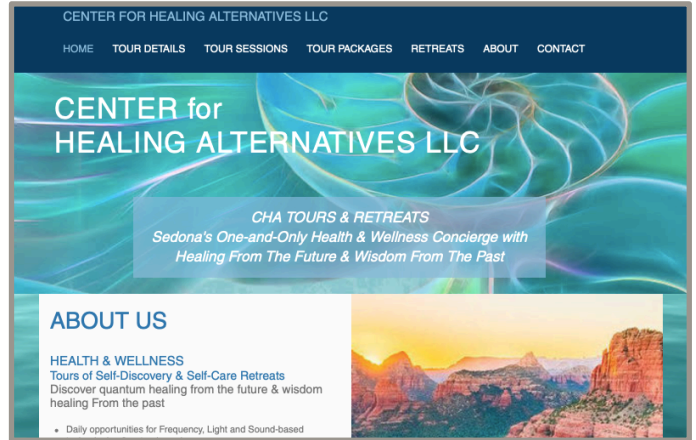 CENTER FOR HEALING ALTERNATIVES LLC
HOME TOUR DETAILS TOUR SESSIONS TOUR PACKAGES RETREATS ABOUT CONTACT
CENTER for
HEALING ALTERNATIVES LLC
CHA TOURS & RETREATS
Sedona's One-and-Only Health & Wellness Concierge with
Healing From The Future & Wisdom From The Past
ABOUT US
HEALTH & WELLNESS
Tours of Self-Discovery & Self-Care Retreats
Discover quantum healing from the future & wisdom
healing From the past
• Daily opportunities for Frequency, Light and Sound-based